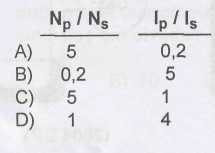 Np / Ns Ip / Is
A) 5 0,2
B) 0,2 5
C) 5 1
D) 1 4